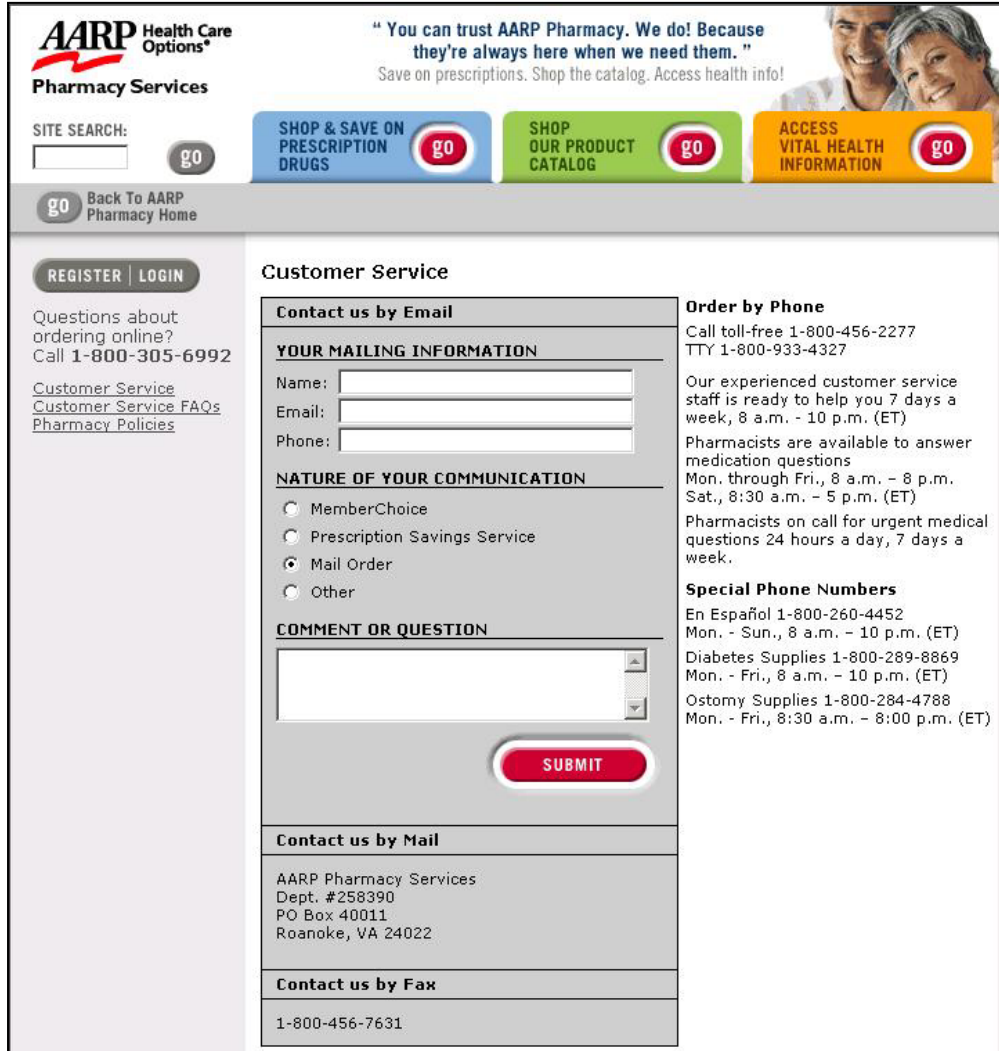 AARP Health Care
Options®
Pharmacy Services
“ You can trust AARP Pharmacy. We do! Because
they're always here when we need them. ”
Save on prescriptions. Shop the catalog. Access health info!
SITE SEARCH:
go
SHOP & SAVE ON
PRESCRIPTION
DRUGS
go
SHOP
OUR PRODUCT
CATALOG
go
ACCESS
VITAL HEALTH
INFORMATION
go
go
Back To AARP
Pharmacy Home
REGISTER | LOGIN
Questions about
ordering online?
Call 1-800-305-6992
Customer Service
Customer Service FAQs
Pharmacy Policies
Customer Service
Contact us by Email
YOUR MAILING INFORMATION
Name:
Email:
Phone:
NATURE OF YOUR COMMUNICATION
MemberChoice
Prescription Savings Service
Mail Order
Other
COMMENT OR QUESTION
SUBMIT
Contact us by Mail
AARP Pharmacy Services
Dept. #258390
PO Box 40011
Roanoke, VA 24022
Contact us by Fax
1-800-456-7631
Order by Phone
Call toll-free 1-800-456-2277
TTY 1-800-933-4327
Our experienced customer service
staff is ready to help you 7 days a
week, 8 a.m. - 10 p.m. (ET)
Pharmacists are available to answer
medication questions
Mon. through Fri., 8 a.m. – 8 p.m.
Sat., 8:30 a.m. – 5 p.m. (ET)
Pharmacists on call for urgent medical
questions 24 hours a day, 7 days a
week.
Special Phone Numbers
En Español 1-800-260-4452
Mon. - Sun., 8 a.m. – 10 p.m. (ET)
Diabetes Supplies 1-800-289-8869
Mon. - Fri., 8 a.m. – 10 p.m. (ET)
Ostomy Supplies 1-800-284-4788
Mon. - Fri., 8:30 a.m. – 8:00 p.m. (ET)